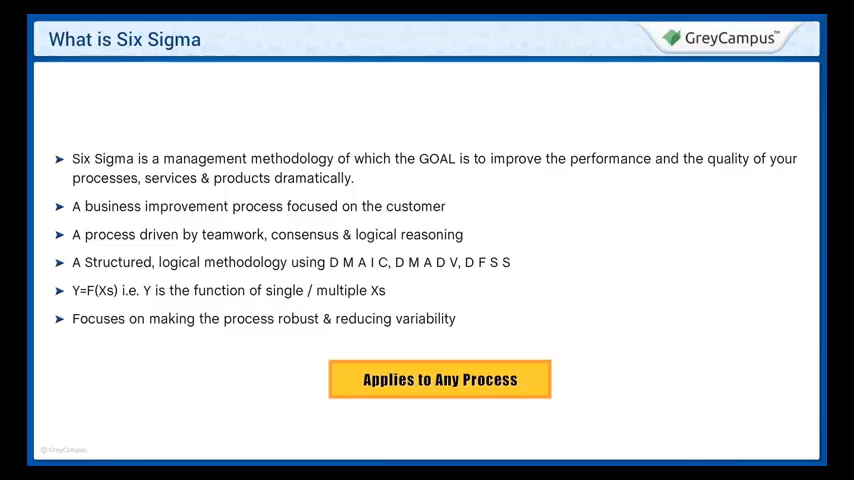 What is Six Sigma
GreyCampus™
➤ Six Sigma is a management methodology of which the GOAL is to improve the performance and the quality of your
processes, services & products dramatically.
➤ A business improvement process focused on the customer
➤ A process driven by teamwork, consensus & logical reasoning
➤ A Structured, logical methodology using D M A I C, D M A D V, D F S S
➤ Y=F(Xs) i.e. Y is the function of single / multiple Xs
➤ Focuses on making the process robust & reducing variability
Applies to Any Process
©GreyCampus™